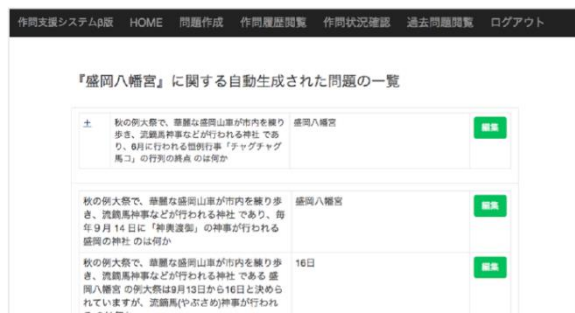 作問支援システムβ版 HOME 問題作成 作問履歴閲覧 作問状況確認 過去問題閲覧 ログアウト
『盛岡八幡宮』に関する自動生成された問題の一覧
+ 秋の例大祭で、華麗な盛岡山車が市内を練り 盛岡八幡宮 編集
歩き、流鏑馬神事などが行われる神社 であ
り、6月に行われる恒例行事「チャグチャグ
馬コ」の行列の終点 のは何か
秋の例大祭で、華麗な盛岡山車が市内を練り歩 盛岡八幡宮 編集
き、流鏑馬神事などが行われる神社 であり、毎
年9月14日に「神輿渡御」の神事が行われる
盛岡の神社 のは何か
秋の例大祭で、華麗な盛岡山車が市内を練り歩 16日 編集
き、流鏑馬神事などが行われる神社 である 盛
岡八幡宮 の例大祭は9月13日から16日と決めら
れていますが、流鏑馬(やぶさめ)神事が行われ